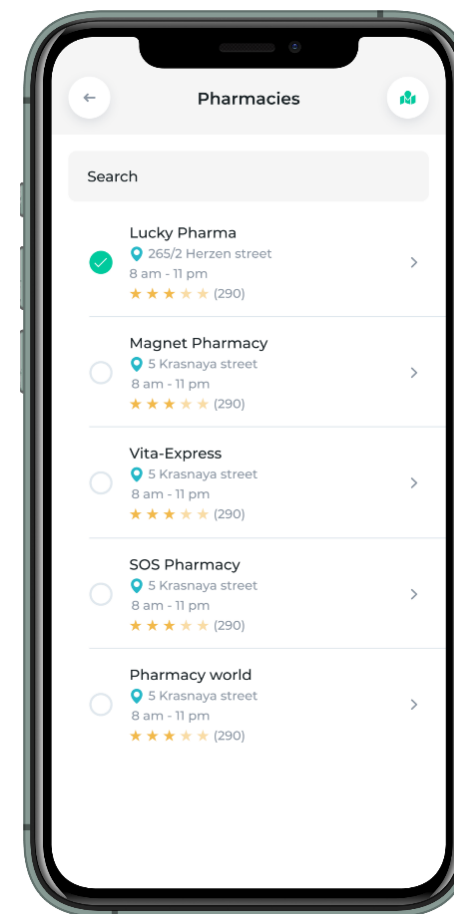 Pharmacies
Search
Lucky Pharma
265/2 Herzen street
8 am - 11 pm
(290)
Magnet Pharmacy
5 Krasnaya street
8 am - 11 pm
(290)
Vita-Express
5 Krasnaya street
8 am - 11 pm
(290)
SOS Pharmacy
5 Krasnaya street
8 am - 11 pm
(290)
Pharmacy world
5 Krasnaya street
8 am - 11 pm
(290)